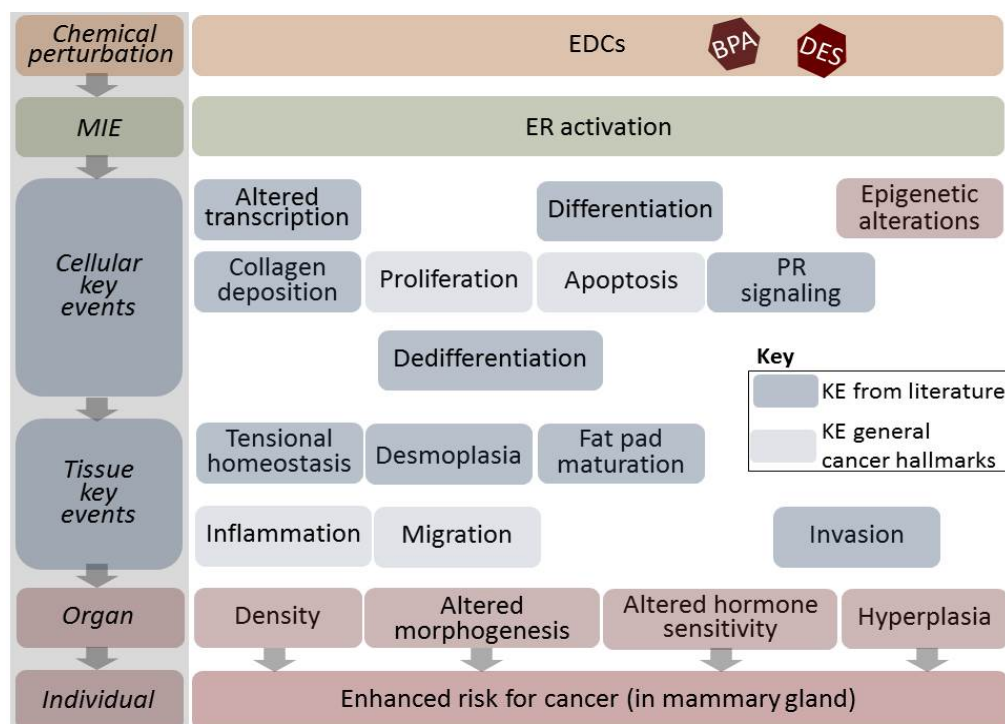 Chemical
perturbation
EDCs
BPA
DES
MIE
ER activation
Cellular
key
events
Altered
transcription
Differentiation
Epigenetic
alterations
Collagen
deposition
Proliferation
Apoptosis
PR
signaling
Dedifferentiation
Key
KE from literature
KE general
cancer hallmarks
Tissue
key
events
Tensional
homeostasis
Desmoplasia
Fat pad
maturation
Inflammation
Migration
Invasion
Organ
Density
Altered
morphogenesis
Altered hormone
sensitivity
Hyperplasia
Individual
Enhanced risk for cancer (in mammary gland)